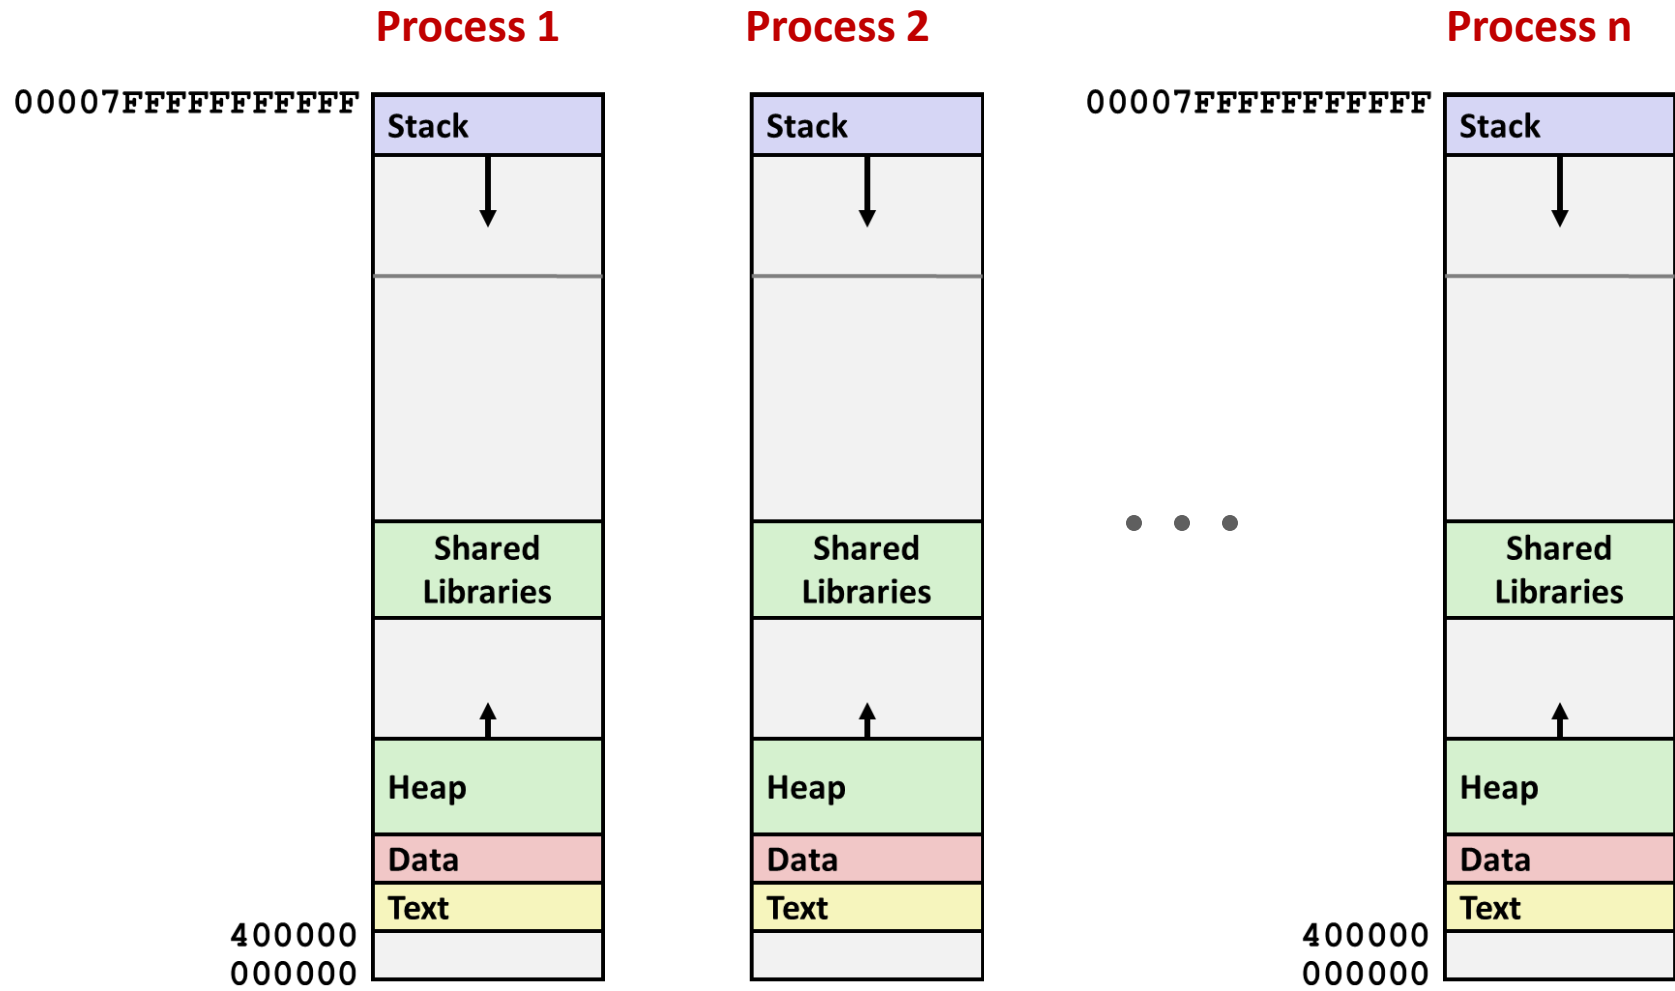 Process 1
00007FFFFFFFFFFF
Stack
Shared
Libraries
Heap
Data
Text
400000
000000
Process 2
Stack
Shared
Libraries
Heap
Data
Text
Process n
00007FFFFFFFFFFF
Stack
Shared
Libraries
Heap
Data
Text
400000
000000